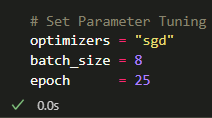 # Set Parameter Tuning
optimizers = "sgd"
batch_size = 8
epoch      = 25
✓ 0.0s